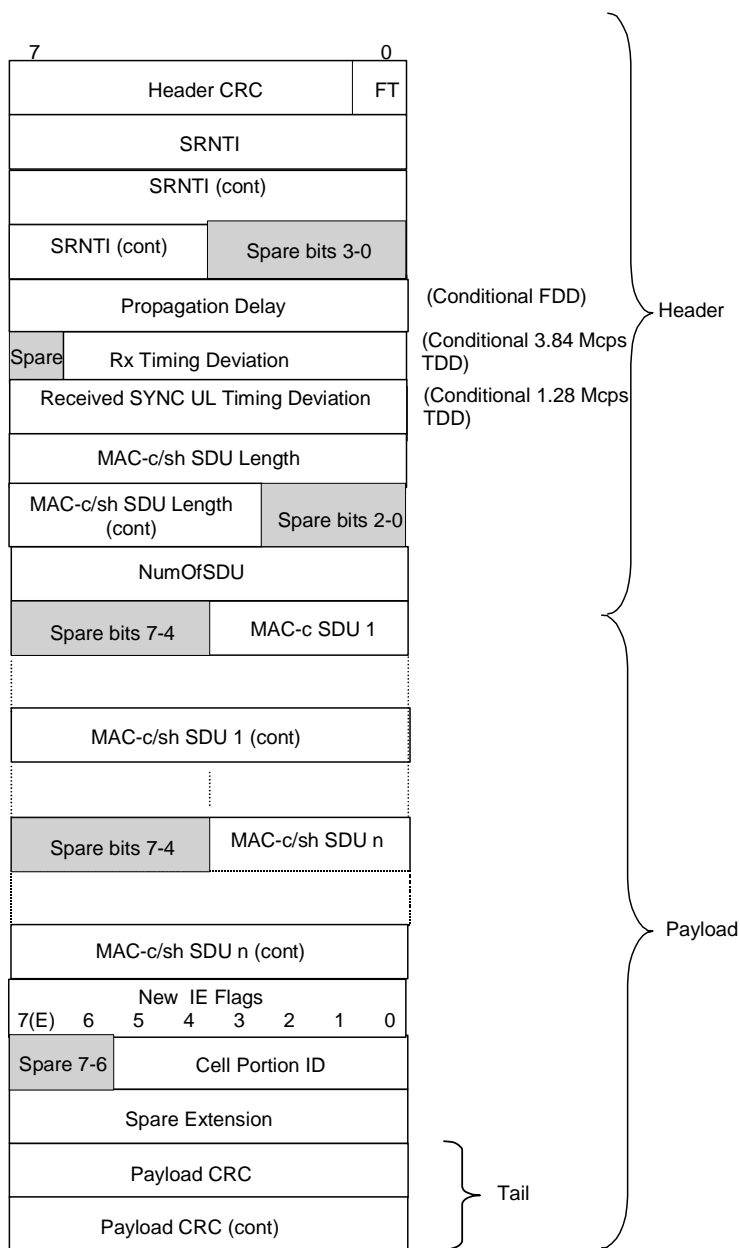 7 0
Header CRC FT
SRNTI
SRNTI (cont)
SRNTI (cont) Spare bits 3-0
Propagation Delay (Conditional FDD)
Header
Spare Rx Timing Deviation (Conditional 3.84 Mcps
TDD)
Received SYNC UL Timing Deviation (Conditional 1.28 Mcps
TDD)
MAC-c/sh SDU Length
MAC-c/sh SDU Length
(cont) Spare bits 2-0
NumOfSDU
Spare bits 7-4 MAC-c SDU 1
MAC-c/sh SDU 1 (cont)
Spare bits 7-4 MAC-c/sh SDU n
Payload
MAC-c/sh SDU n (cont)
New IE Flags
7(E) 6 5 4 3 2 1 0
Spare 7-6 Cell Portion ID
Spare Extension
Payload CRC
Tail
Payload CRC (cont)